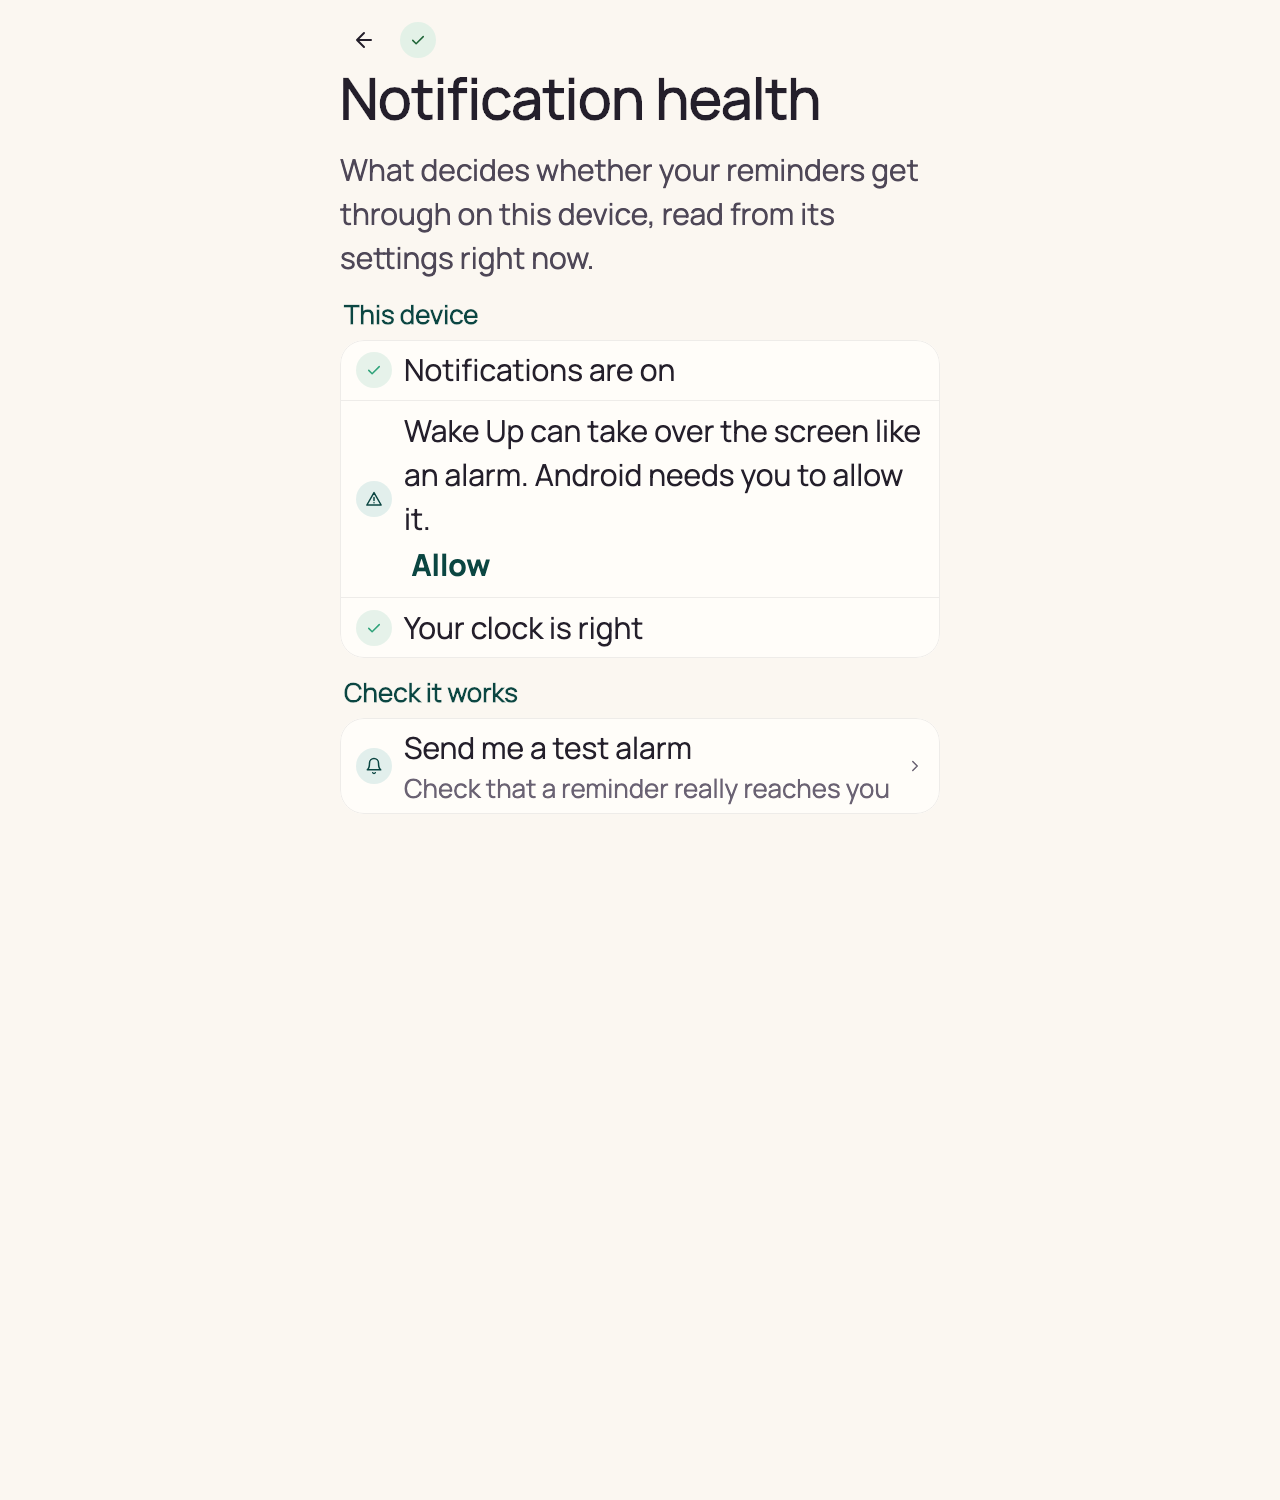 Notification health
What decides whether your reminders get
through on this device, read from its
settings right now.
This device
Notifications are on
Wake Up can take over the screen like
an alarm. Android needs you to allow
it.
Allow
Your clock is right
Check it works
Send me a test alarm
Check that a reminder really reaches you